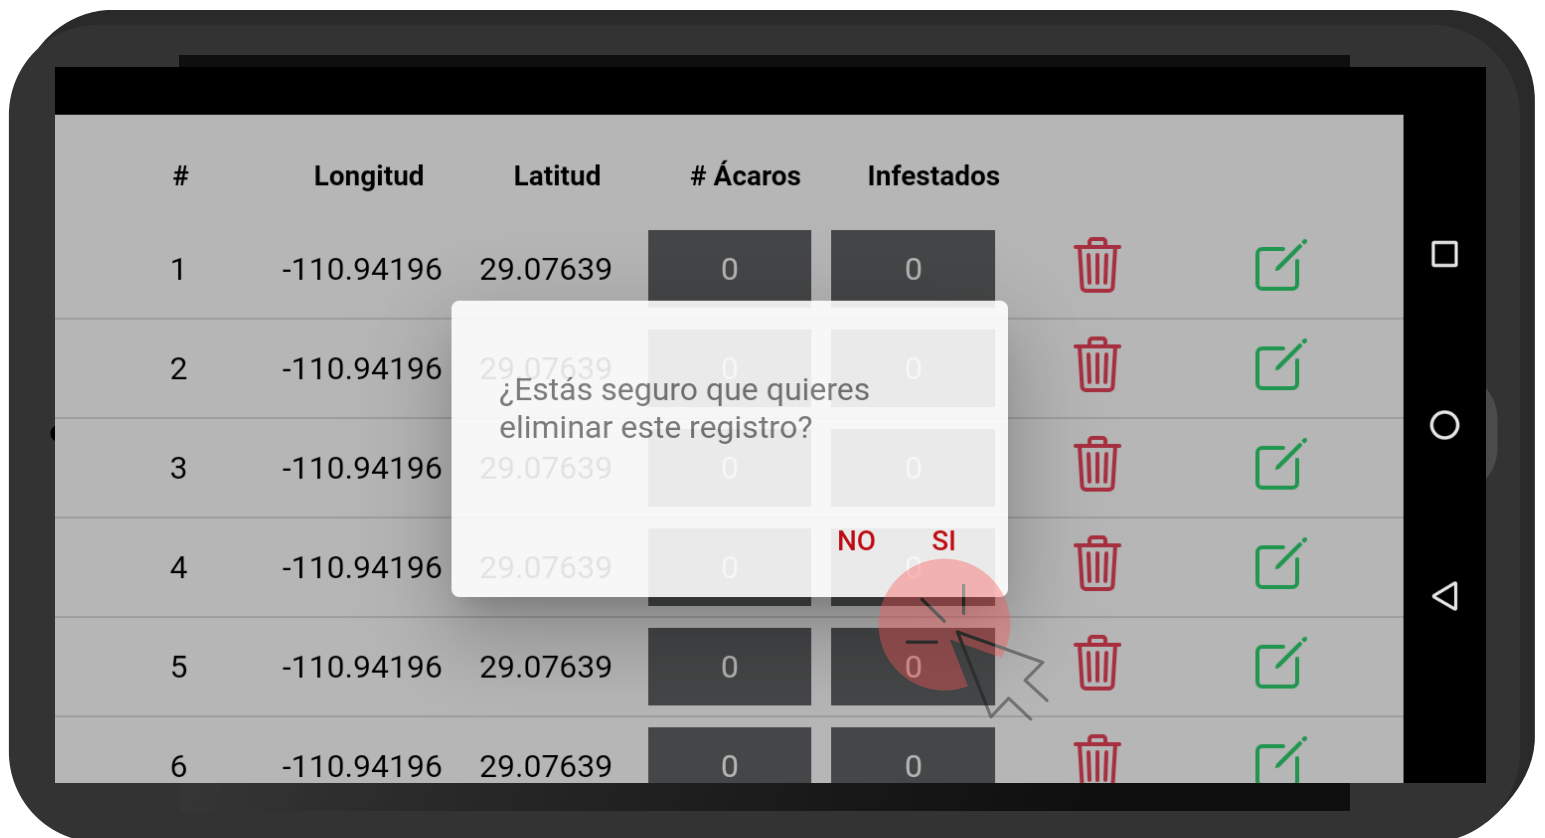 # Longitud Latitud # Ácaros Infestados
1 -110.94196 29.07639 0 0
2 -110.94196 29.07639 0 0
¿Estás seguro que quieres
eliminar este registro?
3 -110.94196 29.07639 0 0
NO SI
4 -110.94196 29.07639 0 0
5 -110.94196 29.07639 0 0
6 -110.94196 29.07639 0 0